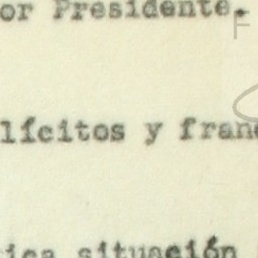 or Presidente.-
lícitos y fran
ica situación